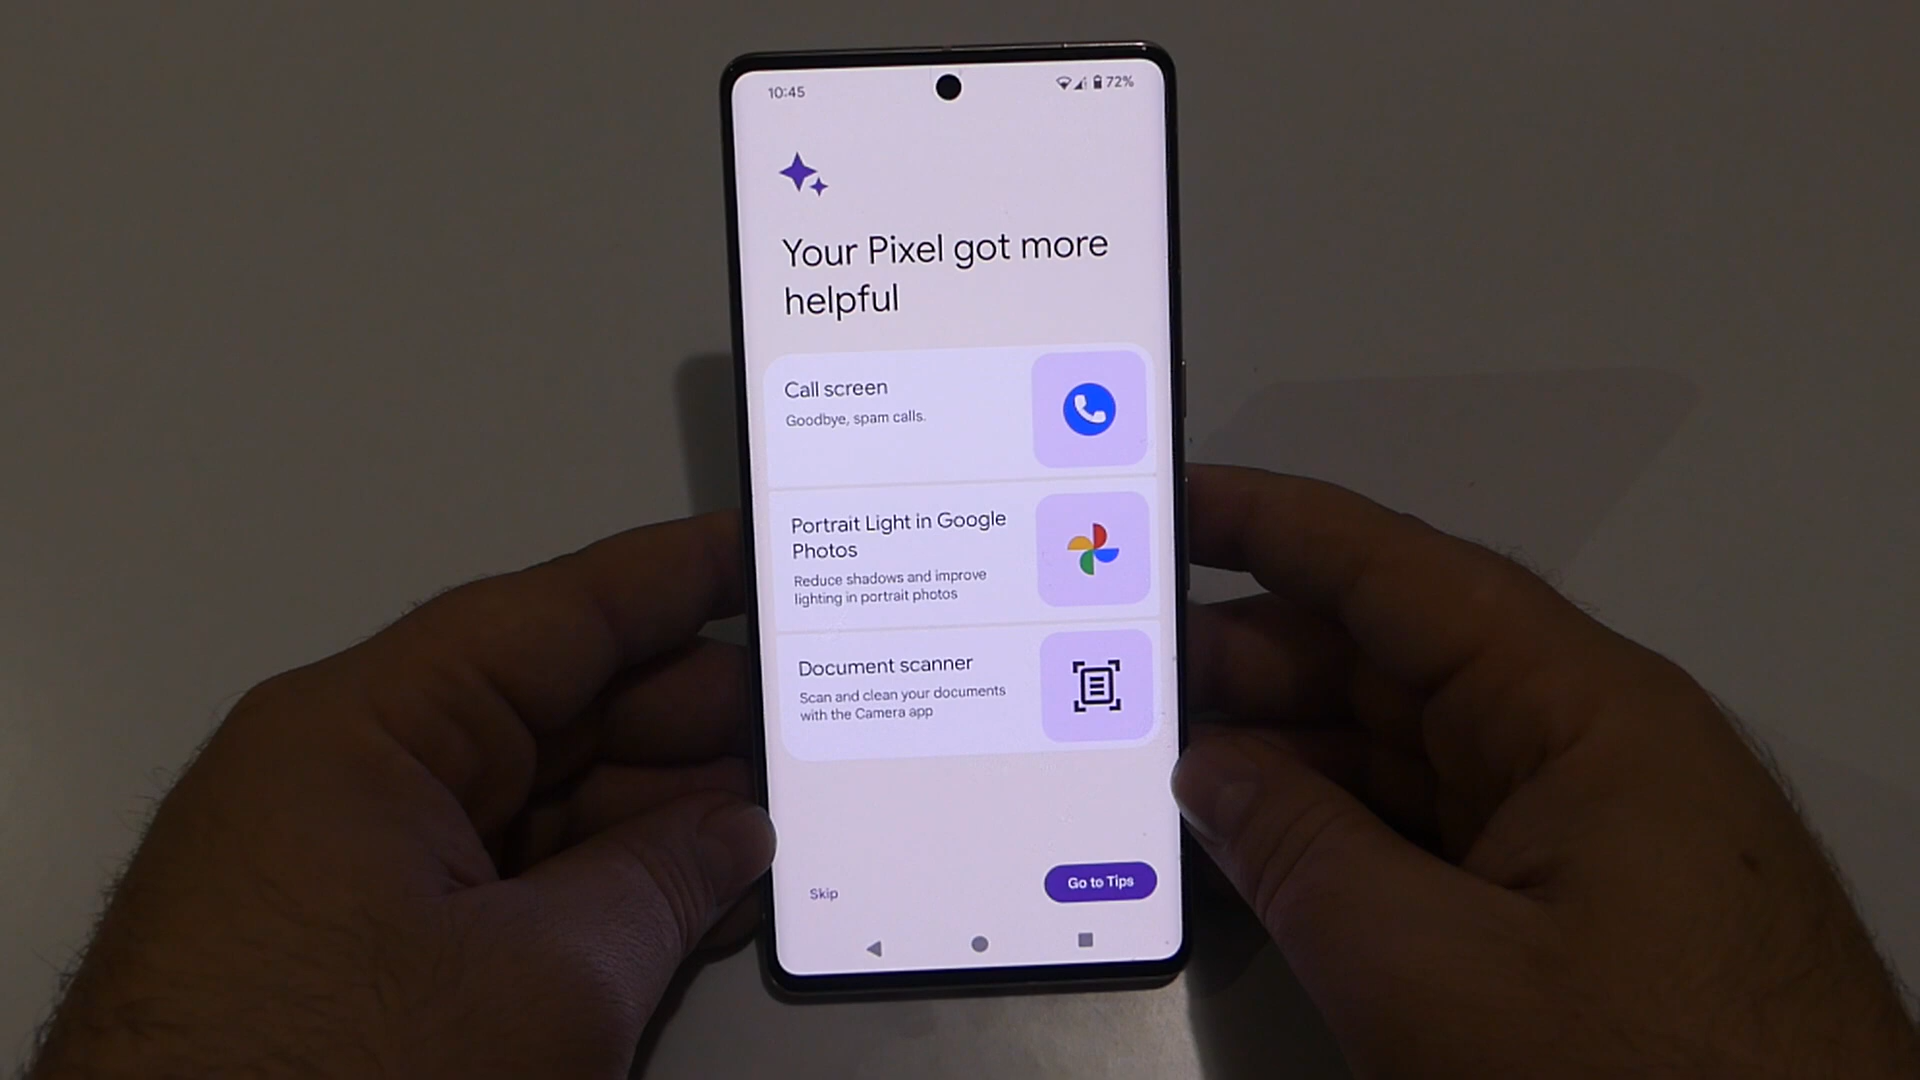 10:45
72%
Your Pixel got more
helpful
Call screen
Goodbye, spam calls.
Portrait Light in Google
Photos
Reduce shadows and improve
lighting in portrait photos
Document scanner
Scan and clean your documents
with the Camera app
Skip
Go to Tips